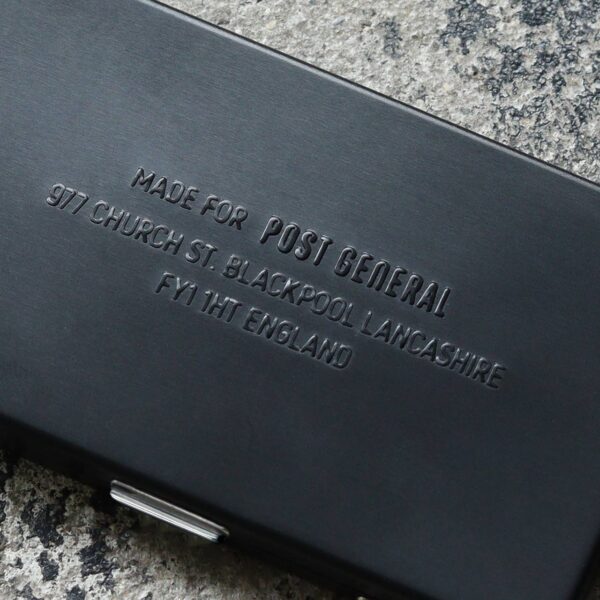 MADE FOR POST GENERAL
977 CHURCH ST. BLACKPOOL LANCASHIRE
FY1 1HT ENGLAND